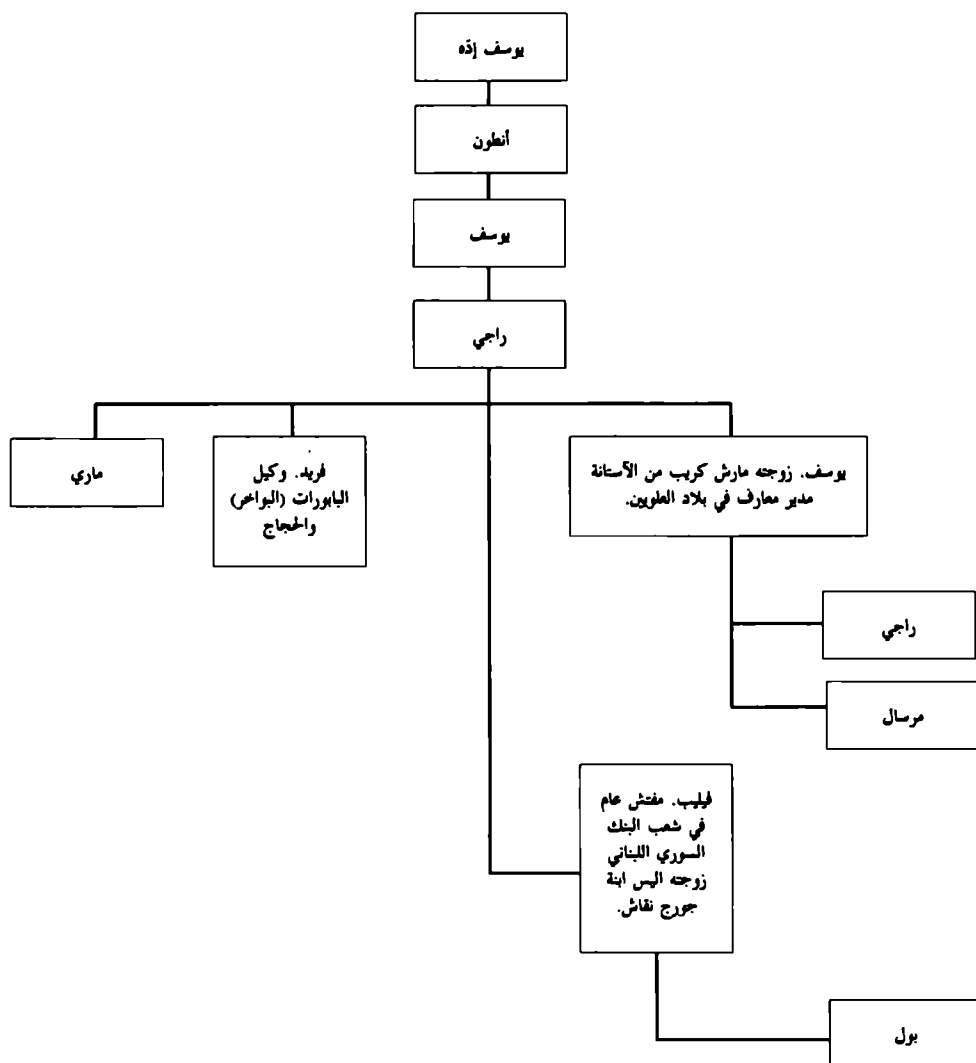 يوسف إدّه
أنطون
يوسف
راجي
يوسف. زوجته مارش كريب من الآستانة
مدير معارف في بلاد العلويين.
فريد. وكيل
البابورات (البواخر)
والحجاج
ماري
راجي
مرسال
فيليب. مفتش عام
في شعب البنك
السوري اللبناني
زوجته اليس ابنة
جورج نقاش.
بول